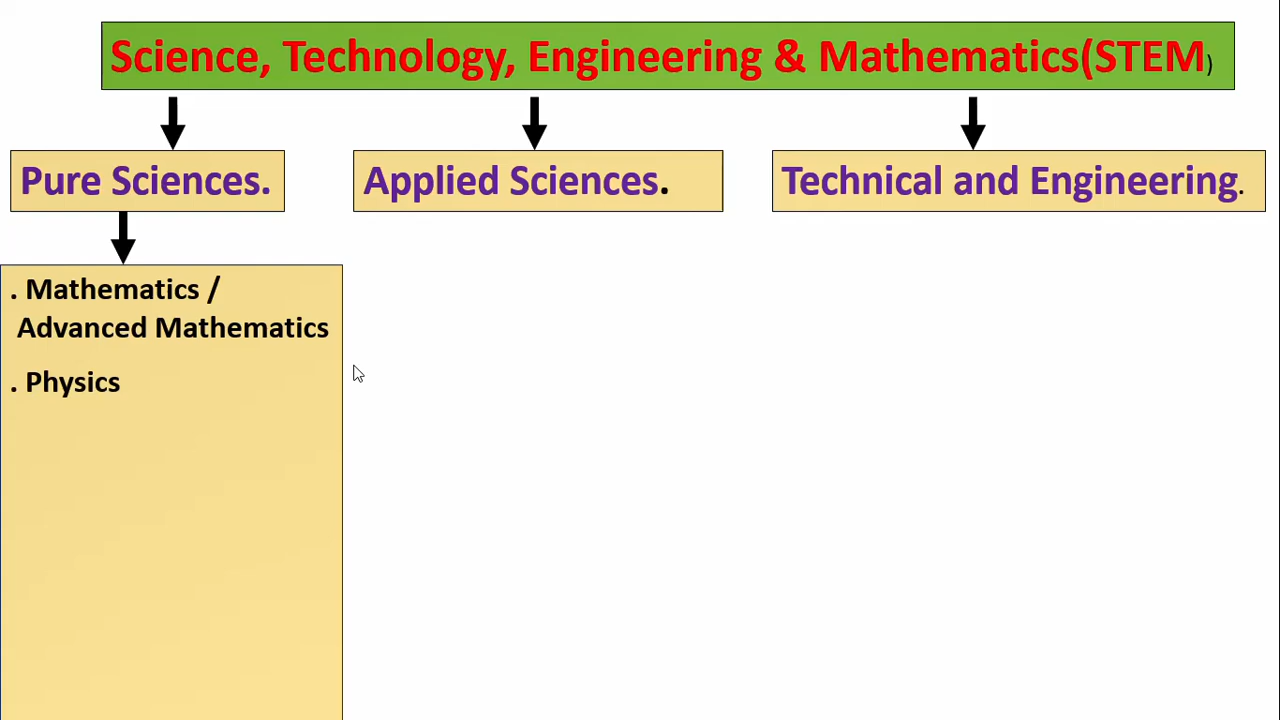 Science, Technology, Engineering & Mathematics(STEM)
Pure Sciences.
Applied Sciences.
Technical and Engineering.
. Mathematics /
Advanced Mathematics
. Physics